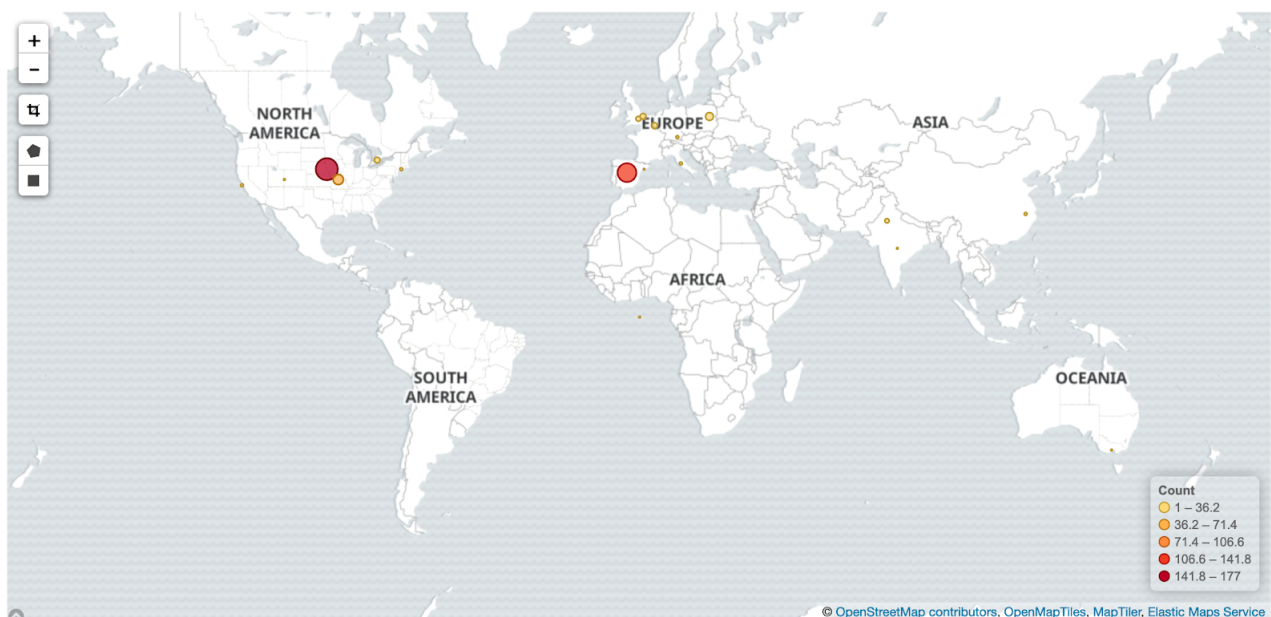 +
−
NORTH
AMERICA
EUROPE
ASIA
AFRICA
SOUTH
AMERICA
OCEANIA
Count
1 – 36.2
36.2 – 71.4
71.4 – 106.6
106.6 – 141.8
141.8 – 177
© OpenStreetMap contributors, OpenMapTiles, MapTiler, Elastic Maps Service